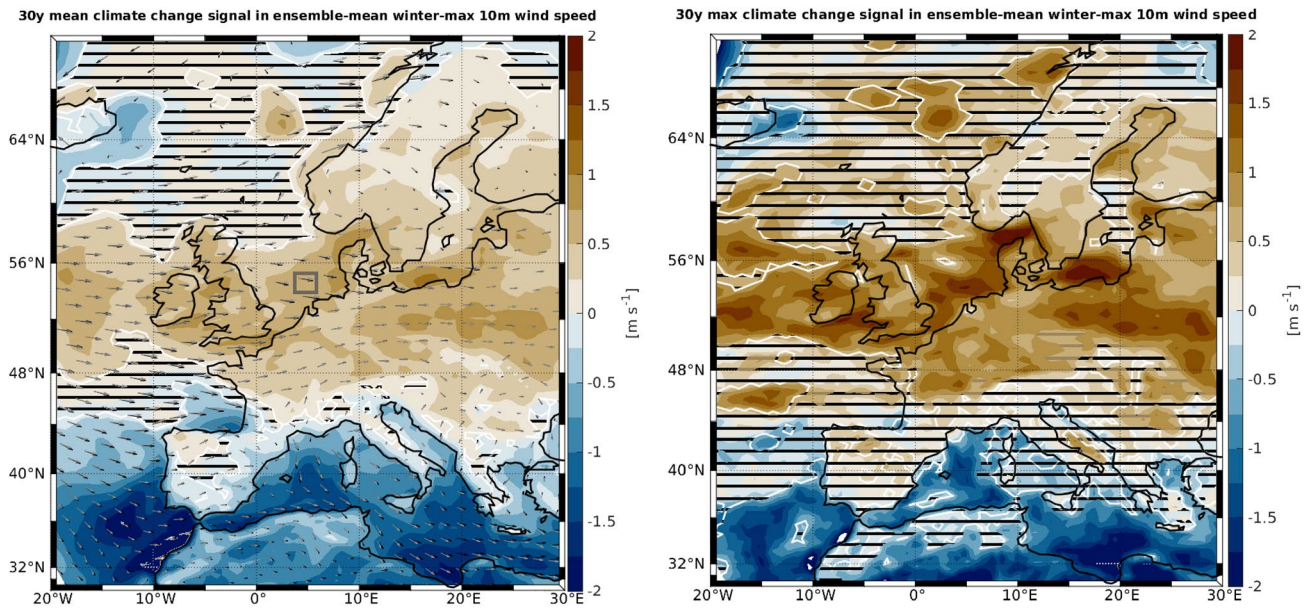 30y mean climate change signal in ensemble-mean winter-max 10m wind speed
64°N
56°N
48°N
40°N
32°N
20°W
10°W
0°
10°E
20°E
30°E
2
1.5
1
0.5
0
-0.5
-1
-1.5
-2
[m s⁻¹]
30y max climate change signal in ensemble-mean winter-max 10m wind speed
64°N
56°N
48°N
40°N
32°N
20°W
10°W
0°
10°E
20°E
30°E
2
1.5
1
0.5
0
-0.5
-1
-1.5
-2
[m s⁻¹]